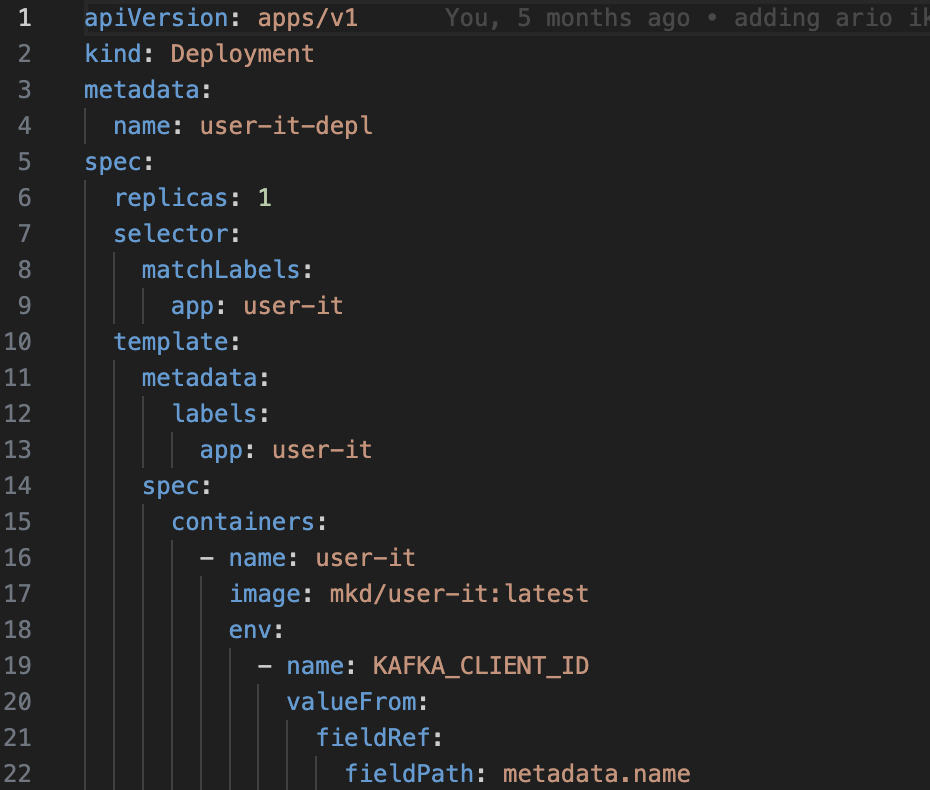 1 apiVersion: apps/v1 You, 5 months ago • adding ario
2 kind: Deployment
3 metadata:
4 name: user-it-depl
5 spec:
6 replicas: 1
7 selector:
8 matchLabels:
9 app: user-it
10 template:
11 metadata:
12 labels:
13 app: user-it
14 spec:
15 containers:
16 - name: user-it
17 image: mkd/user-it:latest
18 env:
19 - name: KAFKA_CLIENT_ID
20 valueFrom:
21 fieldRef:
22 fieldPath: metadata.name